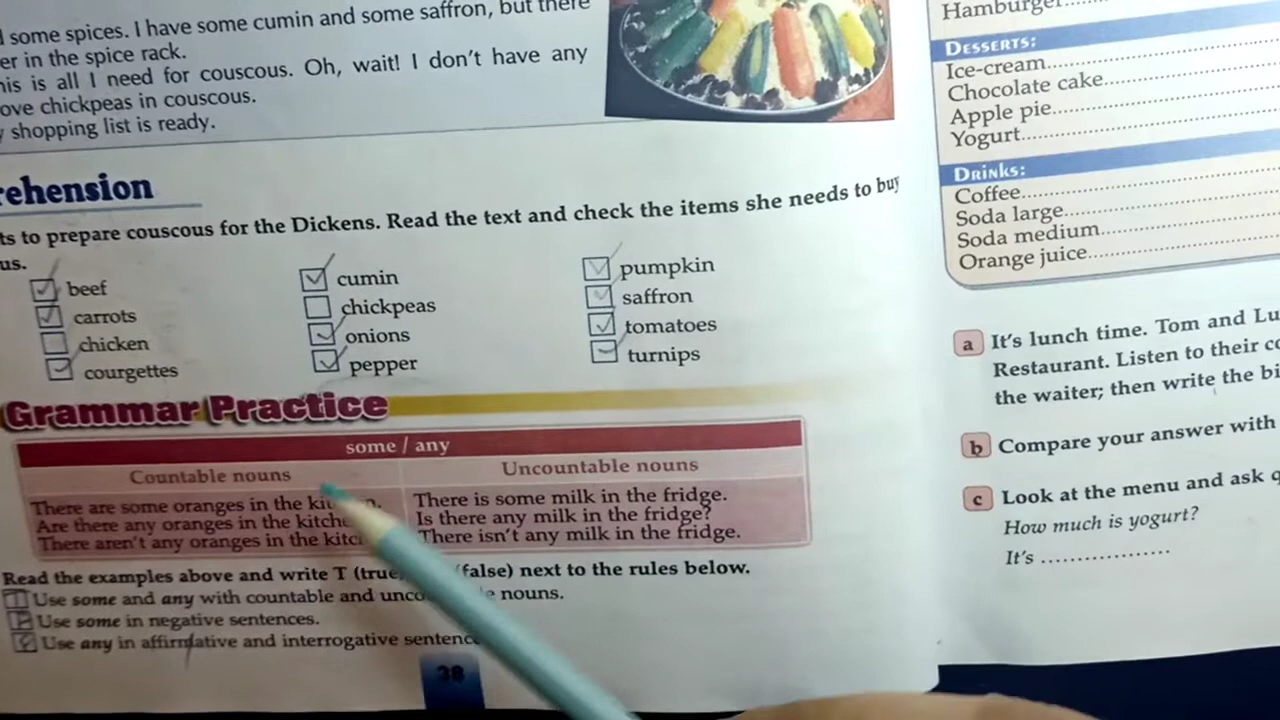 some spices. I have some cumin and some saffron, but there
er in the spice rack.
his is all I need for couscous. Oh, wait! I don't have any
ove chickpeas in couscous.
shopping list is ready.
rehension
ts to prepare couscous for the Dickens. Read the text and check the items she needs to buy
us.
beef
carrots
chicken
courgettes
cumin
chickpeas
onions
pepper
pumpkin
saffron
tomatoes
turnips
Grammar Practice
some / any
Countable nouns
There are some oranges in the
Are there any oranges in the kitche
There aren't any oranges in the kitc
Uncountable nouns
There is some milk in the fridge.
Is there any milk in the fridge?
There isn't any milk in the fridge.
Read the examples above and write T (true (false) next to the rules below.
T Use some and any with countable and unco e nouns.
F Use some in negative sentences.
Use any in affirmative and interrogative sentenc
38
Hamburger
DESSERTS:
Ice-cream
Chocolate cake
Apple pie
Yogurt
DRINKS:
Coffee
Soda large
Soda medium
Orange juice
a It's lunch time. Tom and Lu
Restaurant. Listen to their co
the waiter; then write the bi
b Compare your answer with
c Look at the menu and ask q
How much is yogurt?
It's ..................